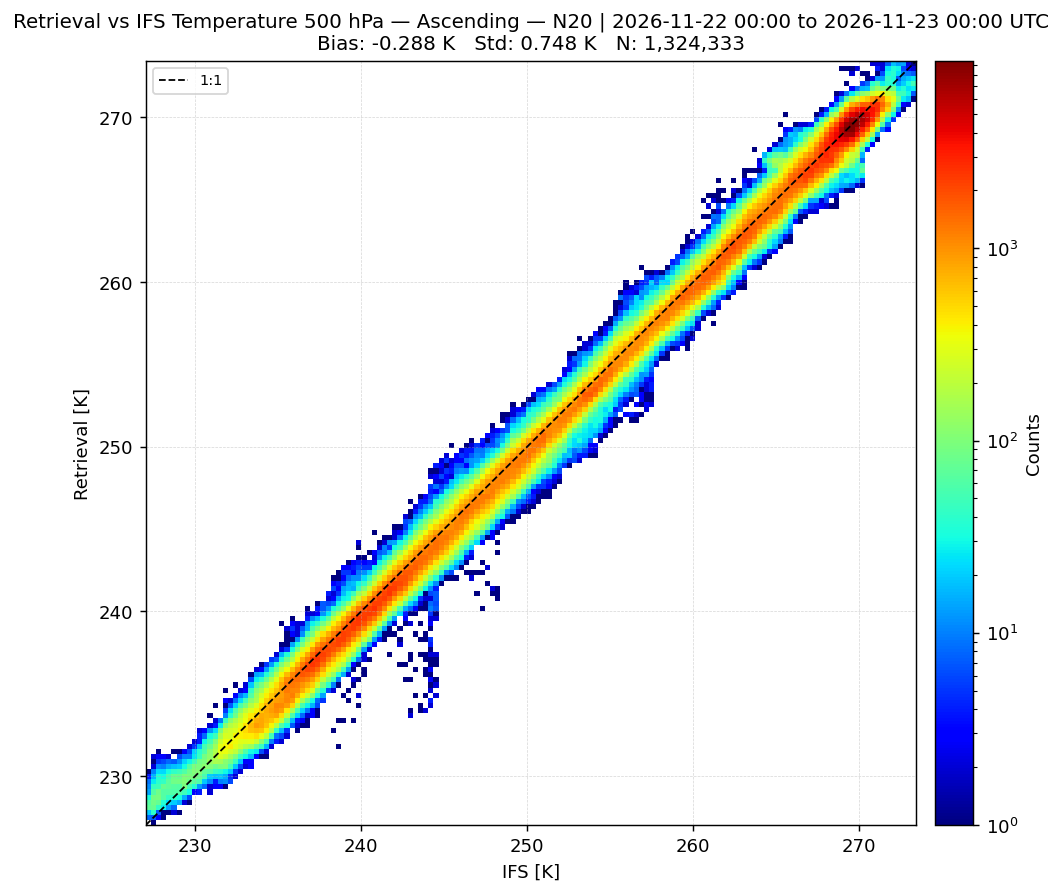 Retrieval vs IFS Temperature 500 hPa — Ascending — N20 | 2026-11-22 00:00 to 2026-11-23 00:00 UTC
Bias: -0.288 K   Std: 0.748 K   N: 1,324,333
1:1
270
260
250
240
230
Retrieval [K]
230 240 250 260 270
IFS [K]
10³
10²
10¹
10⁰
Counts